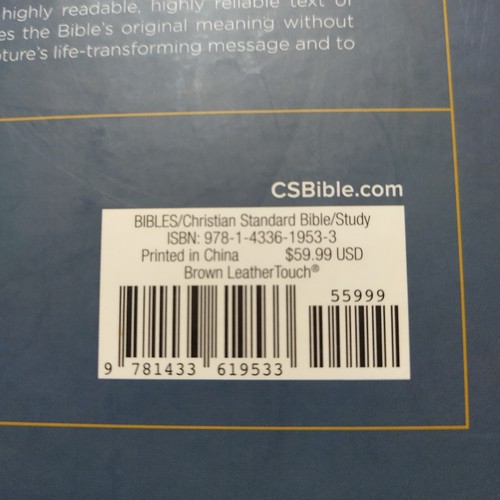 highly readable, highly reliable text of
es the Bible's original meaning without
pture's life-transforming message and to
CSBible.com
BIBLES/Christian Standard Bible/Study
ISBN: 978-1-4336-1953-3
Printed in China $59.99 USD
Brown LeatherTouch®
55999
9 781433 619533